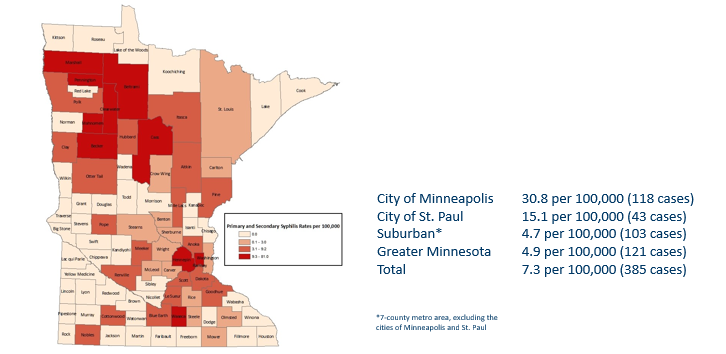 Kittson
Roseau
Lake of the Woods
Marshall
Koochiching
Pennington
Red Lake
Beltrami
Cook
Polk
Clearwater
St. Louis
Lake
Itasca
Norman
Mahnomen
Hubbard
Cass
Clay
Becker
Aitkin
Carlton
Wadena
Crow Wing
Wilkin
Otter Tail
Pine
Todd
Morrison
Mille Lacs
Kanabec
Grant
Douglas
Traverse
Benton
Big Stone
Stevens
Pope
Stearns
Isanti
Chisago
Sherburne
Swift
Anoka
Wright
Kandiyohi
Meeker
Washington
Lac qui Parle
Chippewa
McLeod
Carver
Yellow Medicine
Renville
Scott
Dakota
Sibley
Lincoln
Lyon
Redwood
Nicollet
Rice
Goodhue
Wabasha
Brown
Pipestone
Murray
Cottonwood
Watonwan
Blue Earth
Steele
Dodge
Olmsted
Winona
Rock
Nobles
Jackson
Martin
Faribault
Freeborn
Mower
Fillmore
Houston
Primary and Secondary Syphilis Rates per 100,000
City of Minneapolis 30.8 per 100,000 (118 cases)
City of St. Paul 15.1 per 100,000 (43 cases)
Suburban* 4.7 per 100,000 (103 cases)
Greater Minnesota 4.9 per 100,000 (121 cases)
Total 7.3 per 100,000 (385 cases)
*7-county metro area, excluding the
cities of Minneapolis and St. Paul